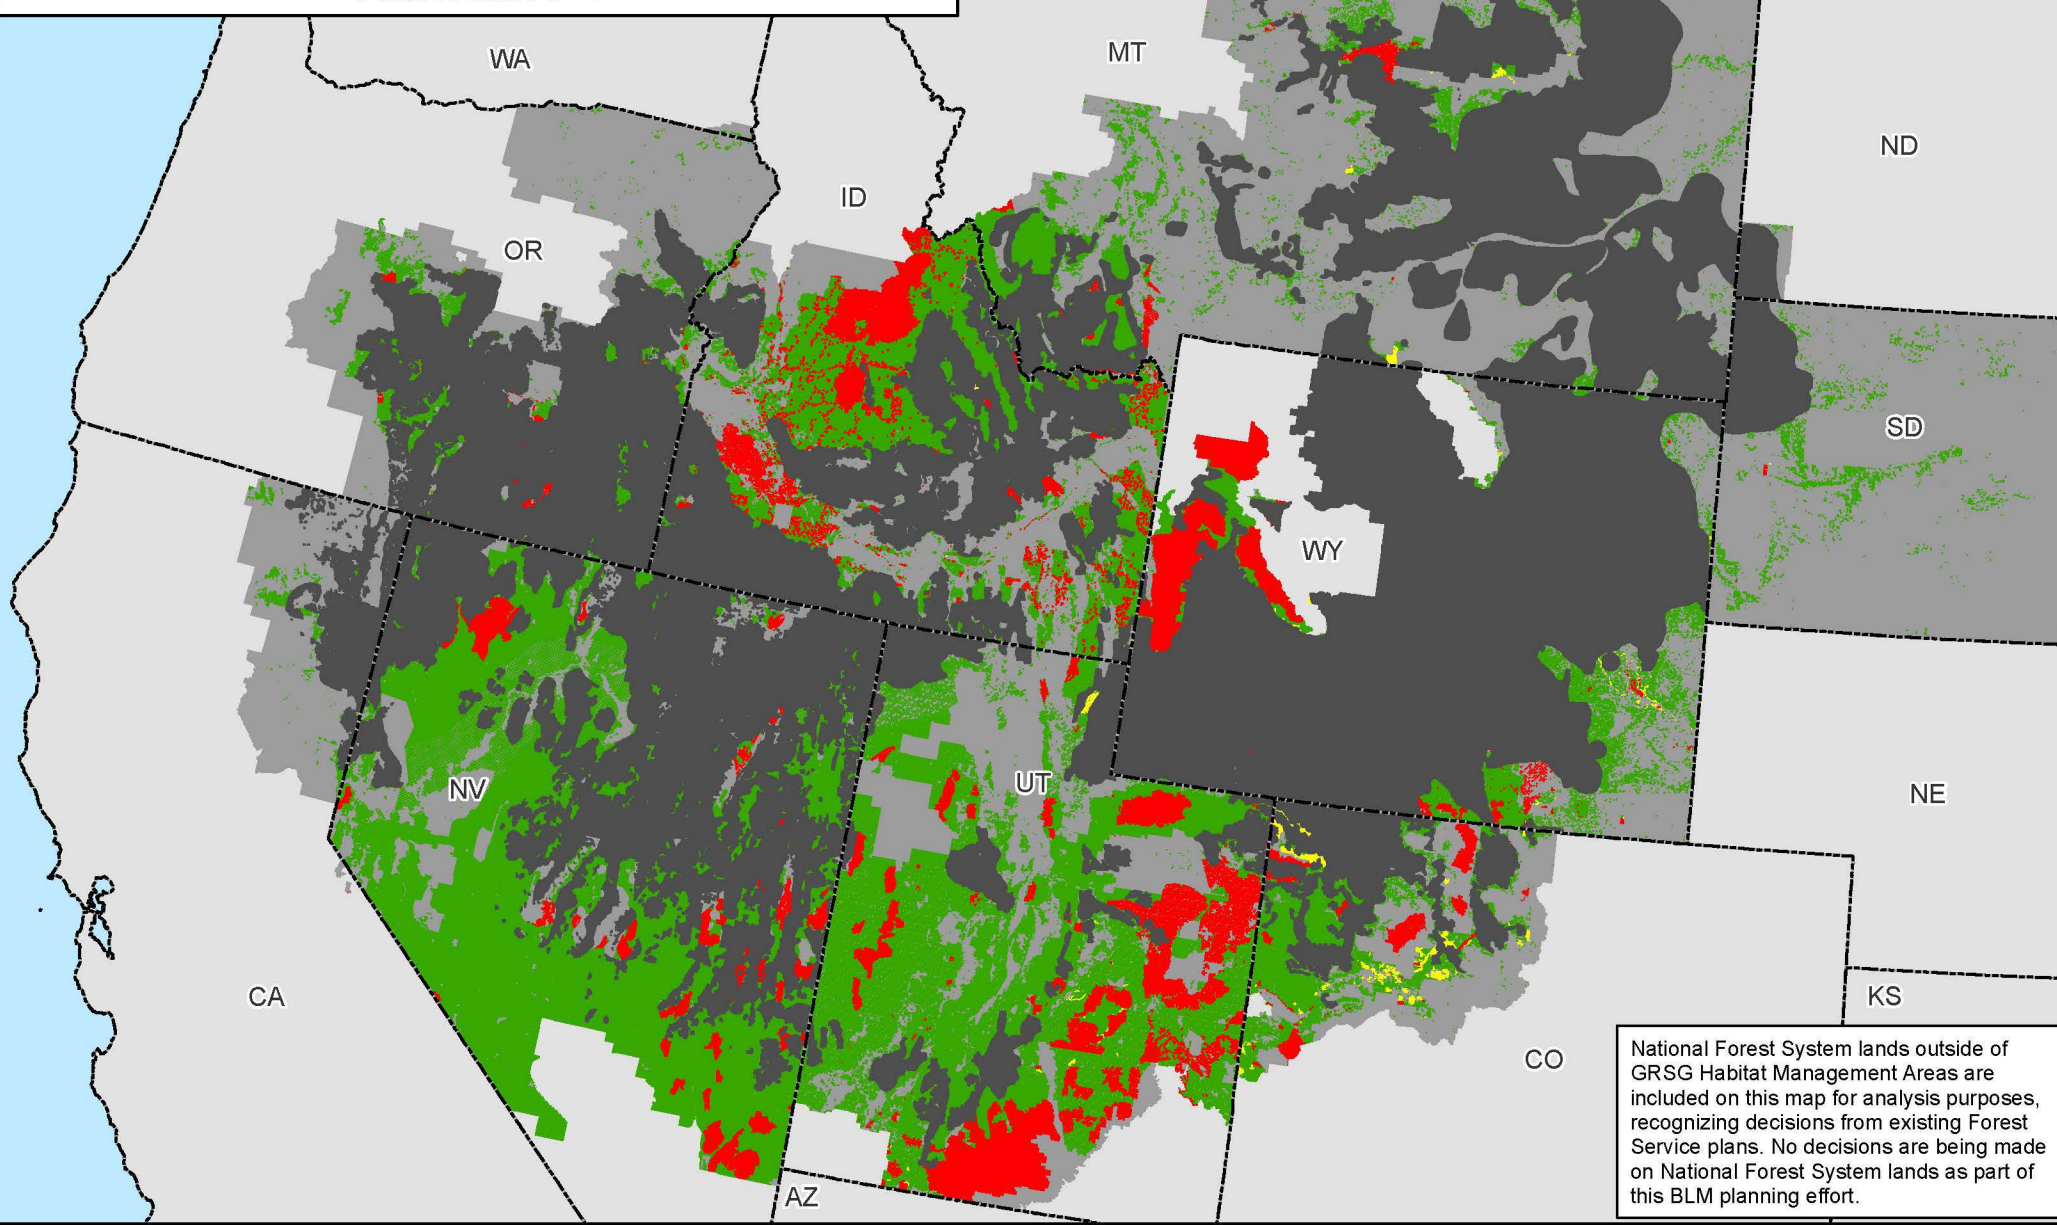 WA
MT
ND
ID
OR
SD
WY
NV
UT
NE
CA
KS
CO
AZ
National Forest System lands outside of
GRSG Habitat Management Areas are
included on this map for analysis purposes,
recognizing decisions from existing Forest
Service plans. No decisions are being made
on National Forest System lands as part of
this BLM planning effort.